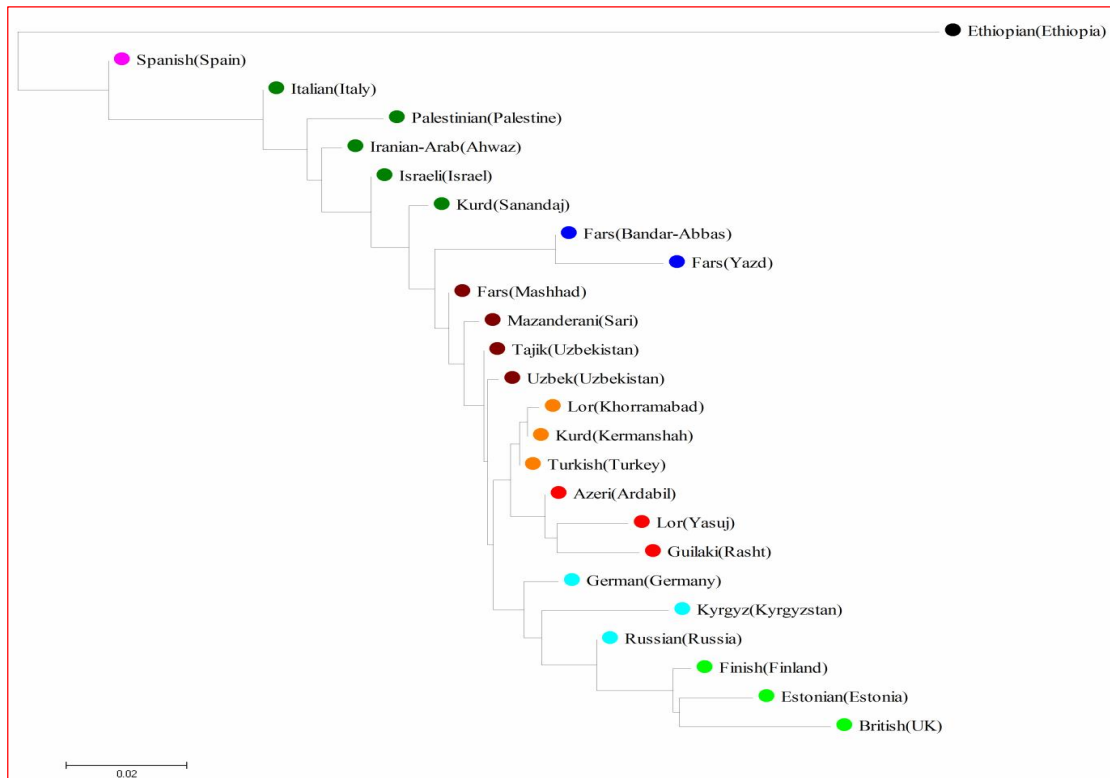 Ethiopian(Ethiopia)
Spanish(Spain)
Italian(Italy)
Palestinian(Palestine)
Iranian-Arab(Ahwaz)
Israeli(Israel)
Kurd(Sanandaj)
Fars(Bandar-Abbas)
Fars(Yazd)
Fars(Mashhad)
Mazanderani(Sari)
Tajik(Uzbekistan)
Uzbek(Uzbekistan)
Lor(Khorramabad)
Kurd(Kermanshah)
Turkish(Turkey)
Azeri(Ardabil)
Lor(Yasuj)
Guilaki(Rasht)
German(Germany)
Kyrgyz(Kyrgyzstan)
Russian(Russia)
Finish(Finland)
Estonian(Estonia)
British(UK)
0.02